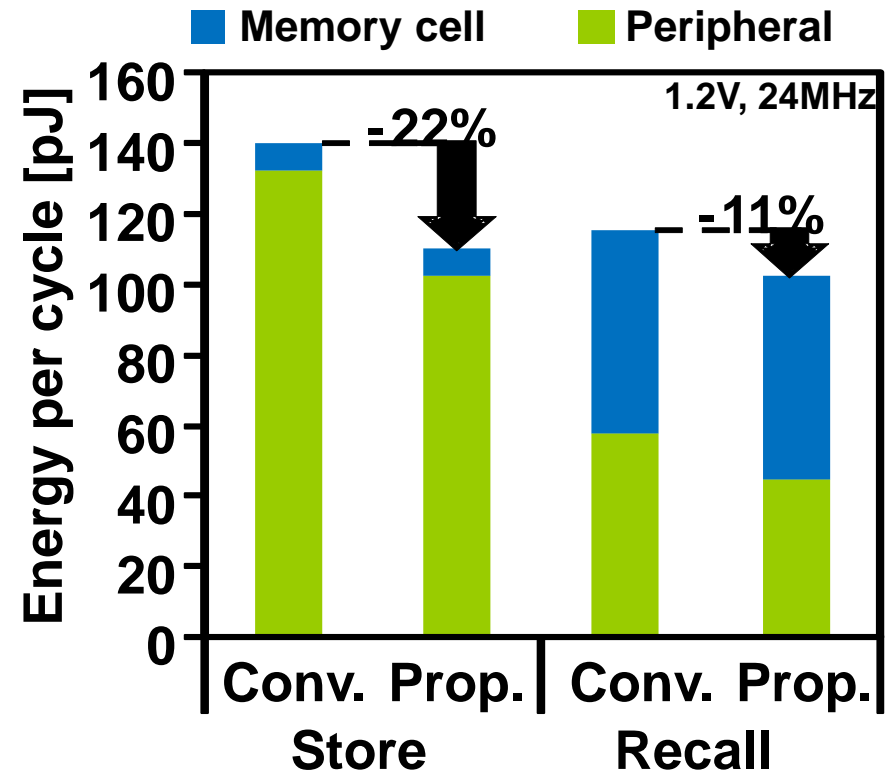 Memory cell Peripheral
Energy per cycle [pJ]
160
140
120
100
80
60
40
20
0
1.2V, 24MHz
-22%
-11%
Conv. Prop. Conv. Prop.
Store Recall